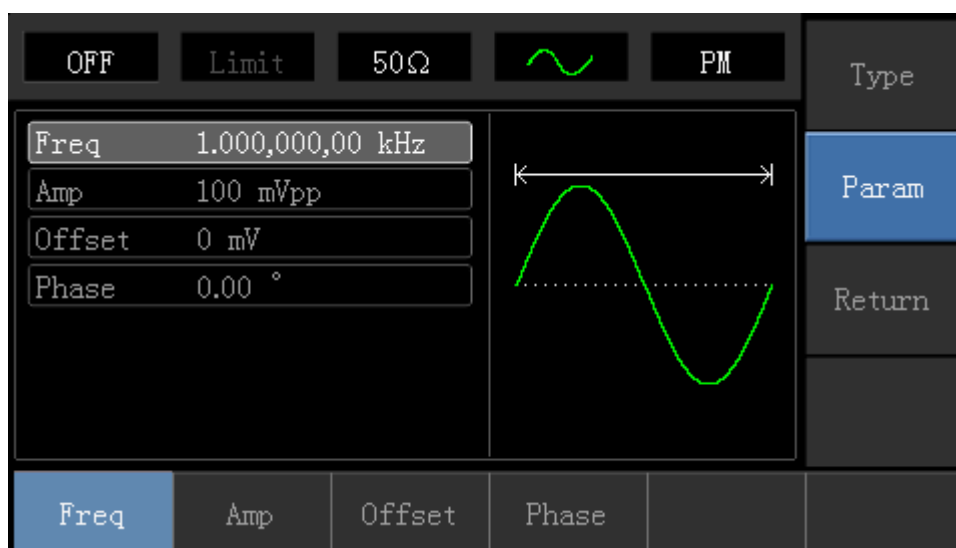 OFF Limit 50Ω PM
Type
Freq 1.000,000,00 kHz
Amp 100 mVpp
Offset 0 mV
Phase 0.00 °
Param
Return
Freq Amp Offset Phase